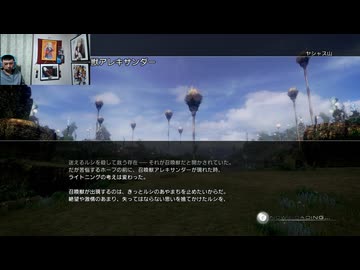 獣アレキサンダー
ヤシャス山
迷えるルシを殺して救う存在 ── それが召喚獣だと聞かされていた。
だが苦悩するホープの前に、召喚獣アレキサンダーが現れた時、
ライトニングの考えは変わった。
召喚獣が出現するのは、きっとルシのあやまちを止めたいからだ。
絶望や激情のあまり、失ってはならない思いを捨てかけたルシを、
NOW LOADING...